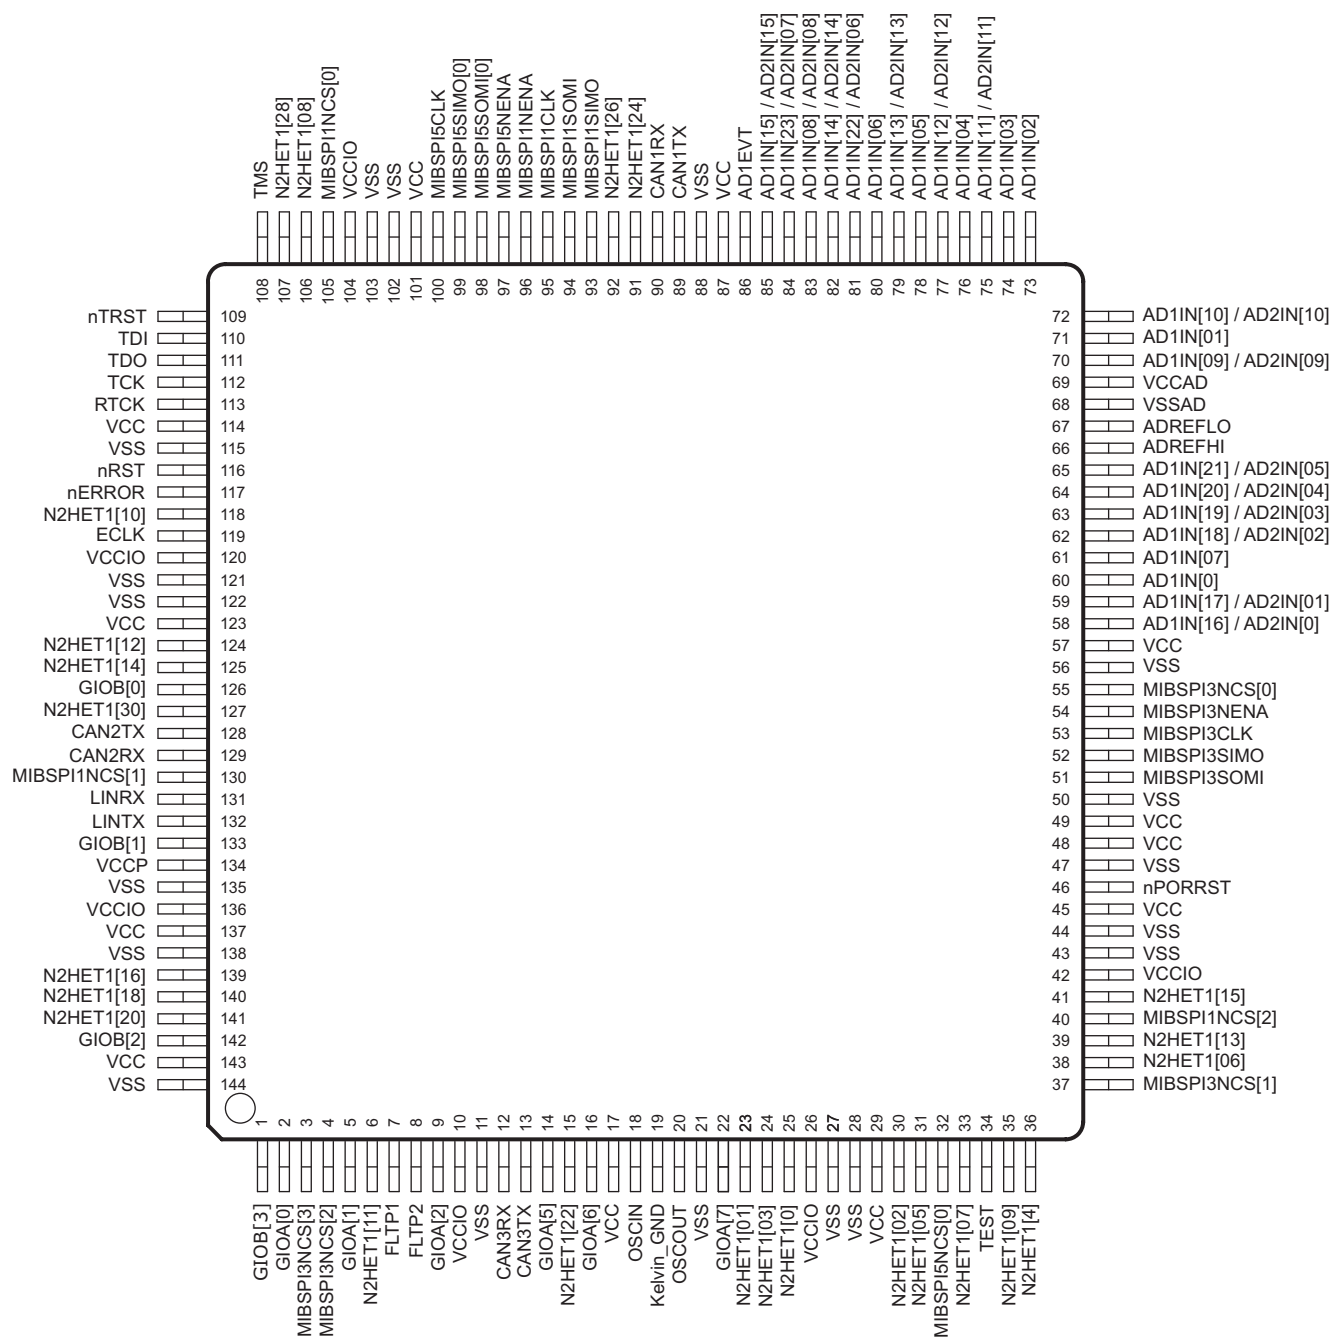 TMS
N2HET1[28]
N2HET1[08]
MIBSPI1NCS[0]
VCCIO
VSS
VSS
VCC
MIBSPI5CLK
MIBSPI5SIMO[0]
MIBSPI5SOMI[0]
MIBSPI5NENA
MIBSPI1NENA
MIBSPI1CLK
MIBSPI1SOMI
MIBSPI1SIMO
N2HET1[26]
N2HET1[24]
CAN1RX
CAN1TX
VSS
VCC
AD1EVT
AD1IN[15] / AD2IN[15]
AD1IN[23] / AD2IN[07]
AD1IN[08] / AD2IN[08]
AD1IN[14] / AD2IN[14]
AD1IN[22] / AD2IN[06]
AD1IN[06]
AD1IN[13] / AD2IN[13]
AD1IN[05]
AD1IN[12] / AD2IN[12]
AD1IN[04]
AD1IN[11] / AD2IN[11]
AD1IN[03]
AD1IN[02]
108
107
106
105
104
103
102
101
100
99
98
97
96
95
94
93
92
91
90
89
88
87
86
85
84
83
82
81
80
79
78
77
76
75
74
73
nTRST 109
TDI 110
TDO 111
TCK 112
RTCK 113
VCC 114
VSS 115
nRST 116
nERROR 117
N2HET1[10] 118
ECLK 119
VCCIO 120
VSS 121
VSS 122
VCC 123
N2HET1[12] 124
N2HET1[14] 125
GIOB[0] 126
N2HET1[30] 127
CAN2TX 128
CAN2RX 129
MIBSPI1NCS[1] 130
LINRX 131
LINTX 132
GIOB[1] 133
VCCP 134
VSS 135
VCCIO 136
VCC 137
VSS 138
N2HET1[16] 139
N2HET1[18] 140
N2HET1[20] 141
GIOB[2] 142
VCC 143
VSS 144
72 AD1IN[10] / AD2IN[10]
71 AD1IN[01]
70 AD1IN[09] / AD2IN[09]
69 VCCAD
68 VSSAD
67 ADREFLO
66 ADREFHI
65 AD1IN[21] / AD2IN[05]
64 AD1IN[20] / AD2IN[04]
63 AD1IN[19] / AD2IN[03]
62 AD1IN[18] / AD2IN[02]
61 AD1IN[07]
60 AD1IN[0]
59 AD1IN[17] / AD2IN[01]
58 AD1IN[16] / AD2IN[0]
57 VCC
56 VSS
55 MIBSPI3NCS[0]
54 MIBSPI3NENA
53 MIBSPI3CLK
52 MIBSPI3SIMO
51 MIBSPI3SOMI
50 VSS
49 VCC
48 VCC
47 VSS
46 nPORRST
45 VCC
44 VSS
43 VSS
42 VCCIO
41 N2HET1[15]
40 MIBSPI1NCS[2]
39 N2HET1[13]
38 N2HET1[06]
37 MIBSPI3NCS[1]
1
2
3
4
5
6
7
8
9
10
11
12
13
14
15
16
17
18
19
20
21
22
23
24
25
26
27
28
29
30
31
32
33
34
35
36
GIOB[3]
GIOA[0]
MIBSPI3NCS[3]
MIBSPI3NCS[2]
GIOA[1]
N2HET1[11]
FLTP1
FLTP2
GIOA[2]
VCCIO
VSS
CAN3RX
CAN3TX
GIOA[5]
N2HET1[22]
GIOA[6]
VCC
OSCIN
Kelvin_GND
OSCOUT
VSS
GIOA[7]
N2HET1[01]
N2HET1[03]
N2HET1[0]
VCCIO
VSS
VSS
VCC
N2HET1[02]
N2HET1[05]
MIBSPI5NCS[0]
N2HET1[07]
TEST
N2HET1[09]
N2HET1[4]